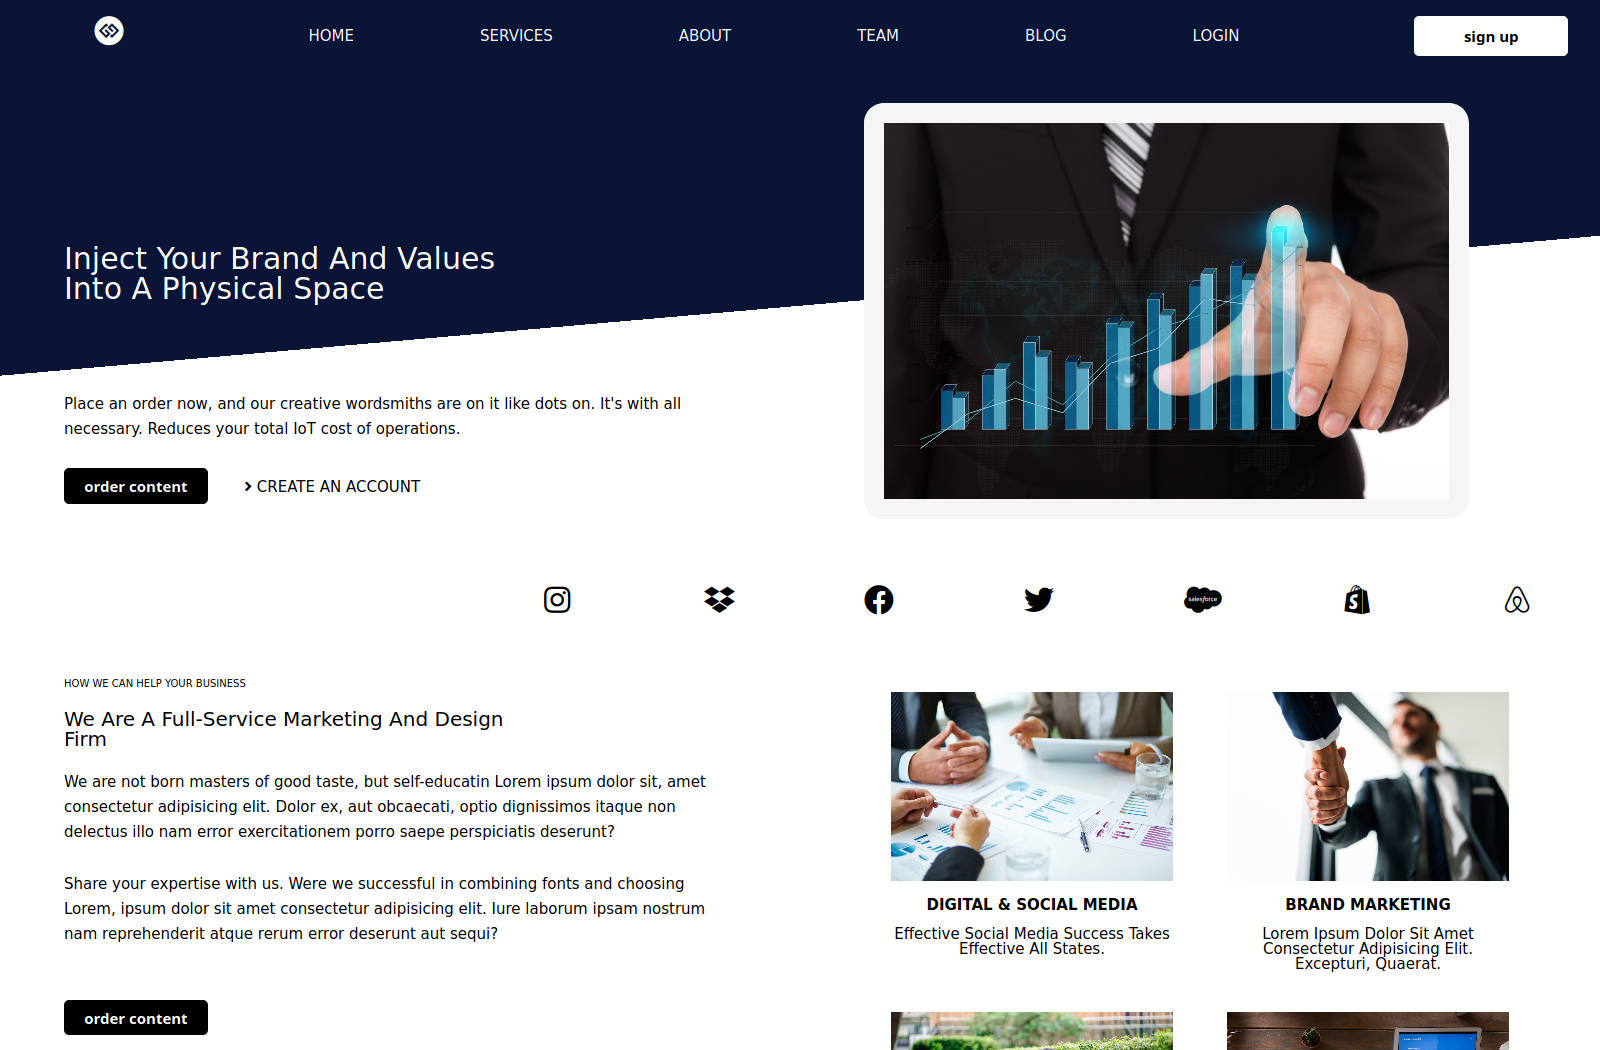 HOME SERVICES ABOUT TEAM BLOG LOGIN sign up
Inject Your Brand And Values
Into A Physical Space
Place an order now, and our creative wordsmiths are on it like dots on. It's with all
necessary. Reduces your total IoT cost of operations.
order content CREATE AN ACCOUNT
salesforce
HOW WE CAN HELP YOUR BUSINESS
We Are A Full-Service Marketing And Design
Firm
We are not born masters of good taste, but self-educatin Lorem ipsum dolor sit, amet
consectetur adipisicing elit. Dolor ex, aut obcaecati, optio dignissimos itaque non
delectus illo nam error exercitationem porro saepe perspiciatis deserunt?
Share your expertise with us. Were we successful in combining fonts and choosing
Lorem, ipsum dolor sit amet consectetur adipisicing elit. Iure laborum ipsam nostrum
nam reprehenderit atque rerum error deserunt aut sequi?
order content
DIGITAL & SOCIAL MEDIA
Effective Social Media Success Takes
Effective All States.
BRAND MARKETING
Lorem Ipsum Dolor Sit Amet
Consectetur Adipisicing Elit.
Excepturi, Quaerat.